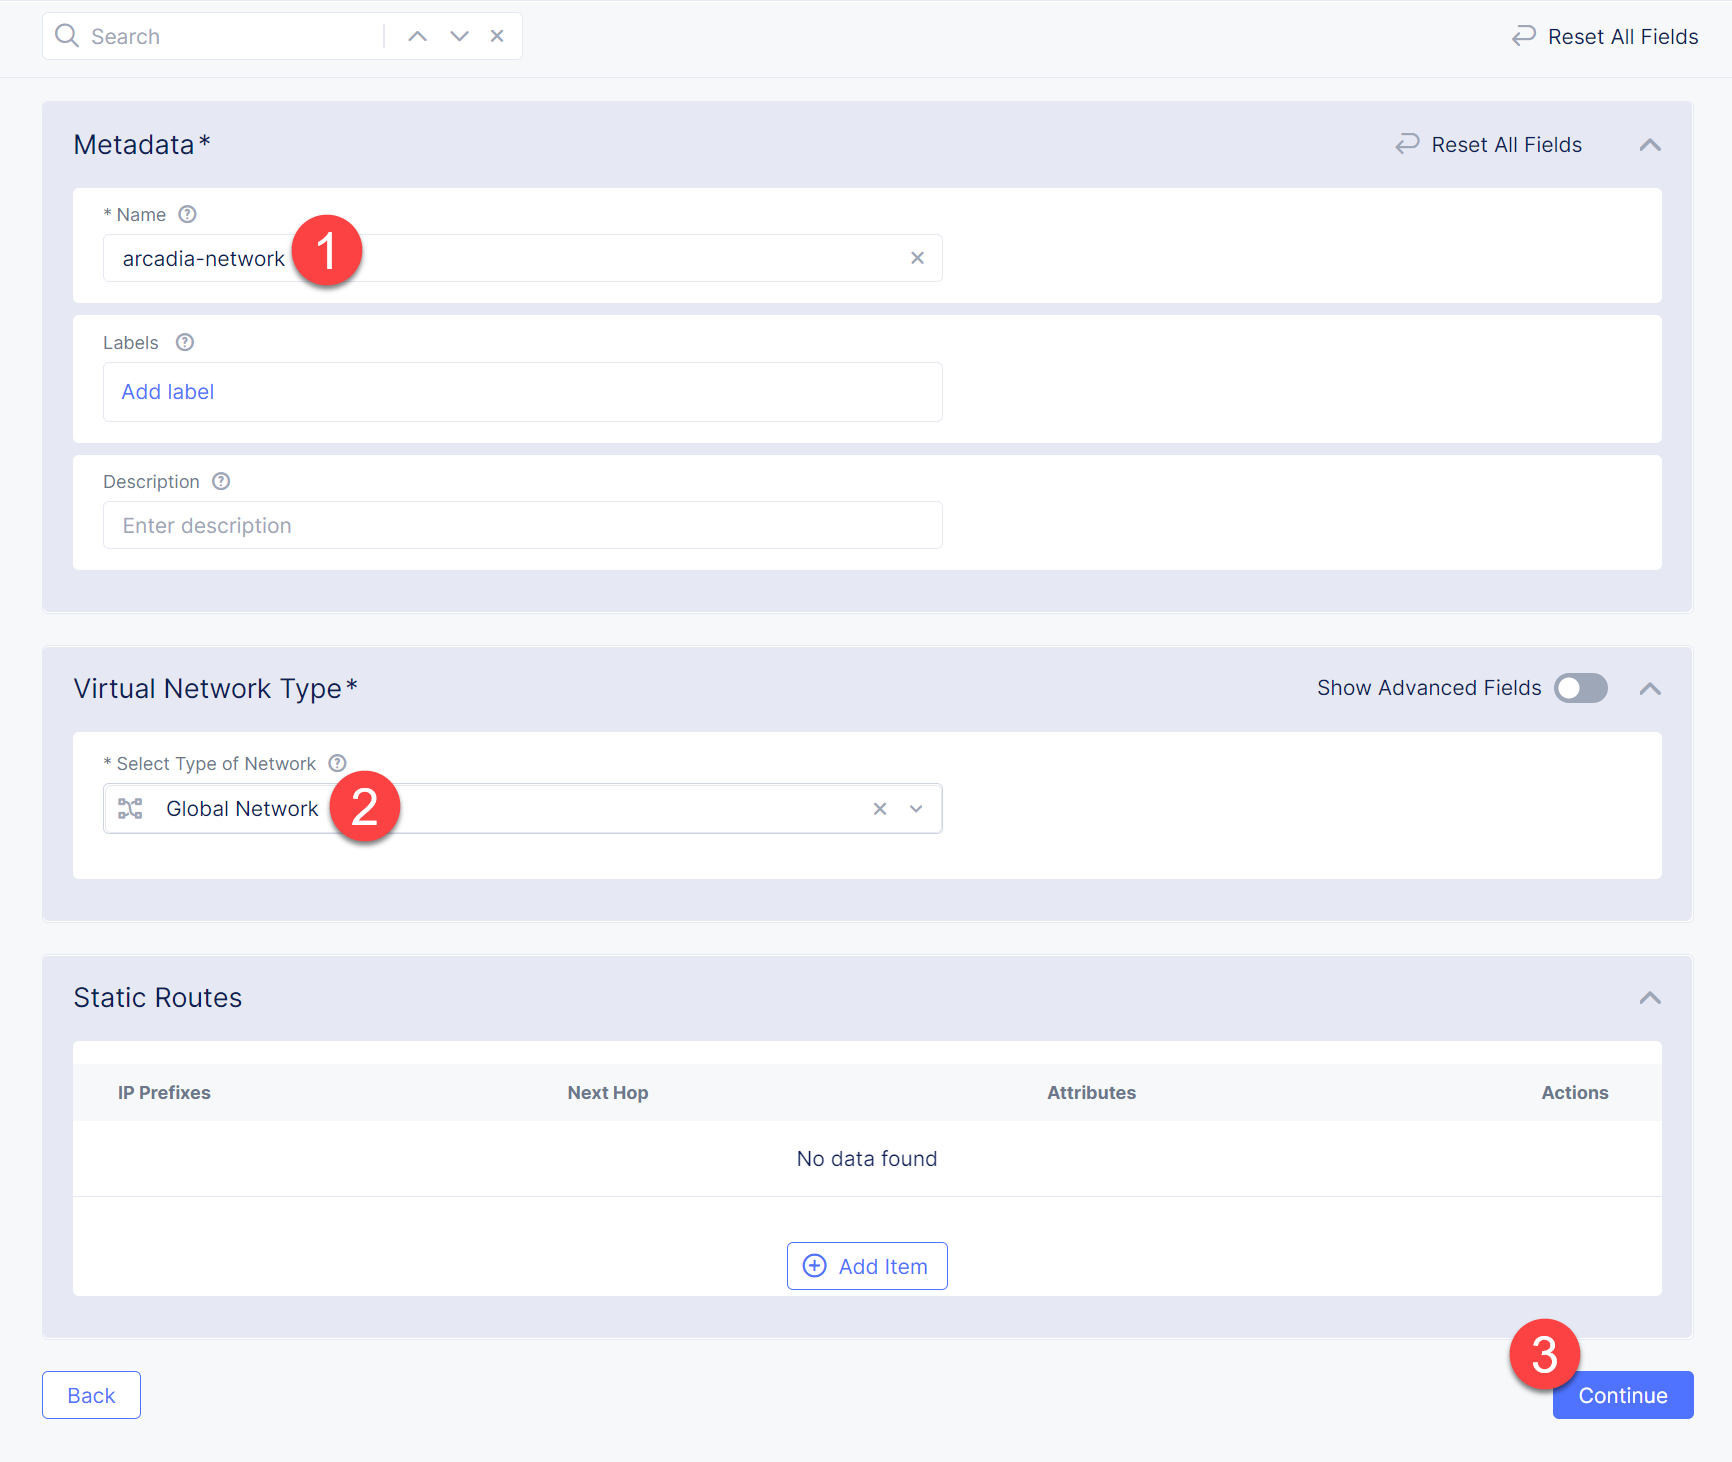 Search
Reset All Fields
Metadata*
Reset All Fields
* Name
arcadia-network
1
Labels
Add label
Description
Enter description
Virtual Network Type*
Show Advanced Fields
* Select Type of Network
Global Network
2
Static Routes
IP Prefixes Next Hop Attributes Actions
No data found
Add Item
3
Back
Continue